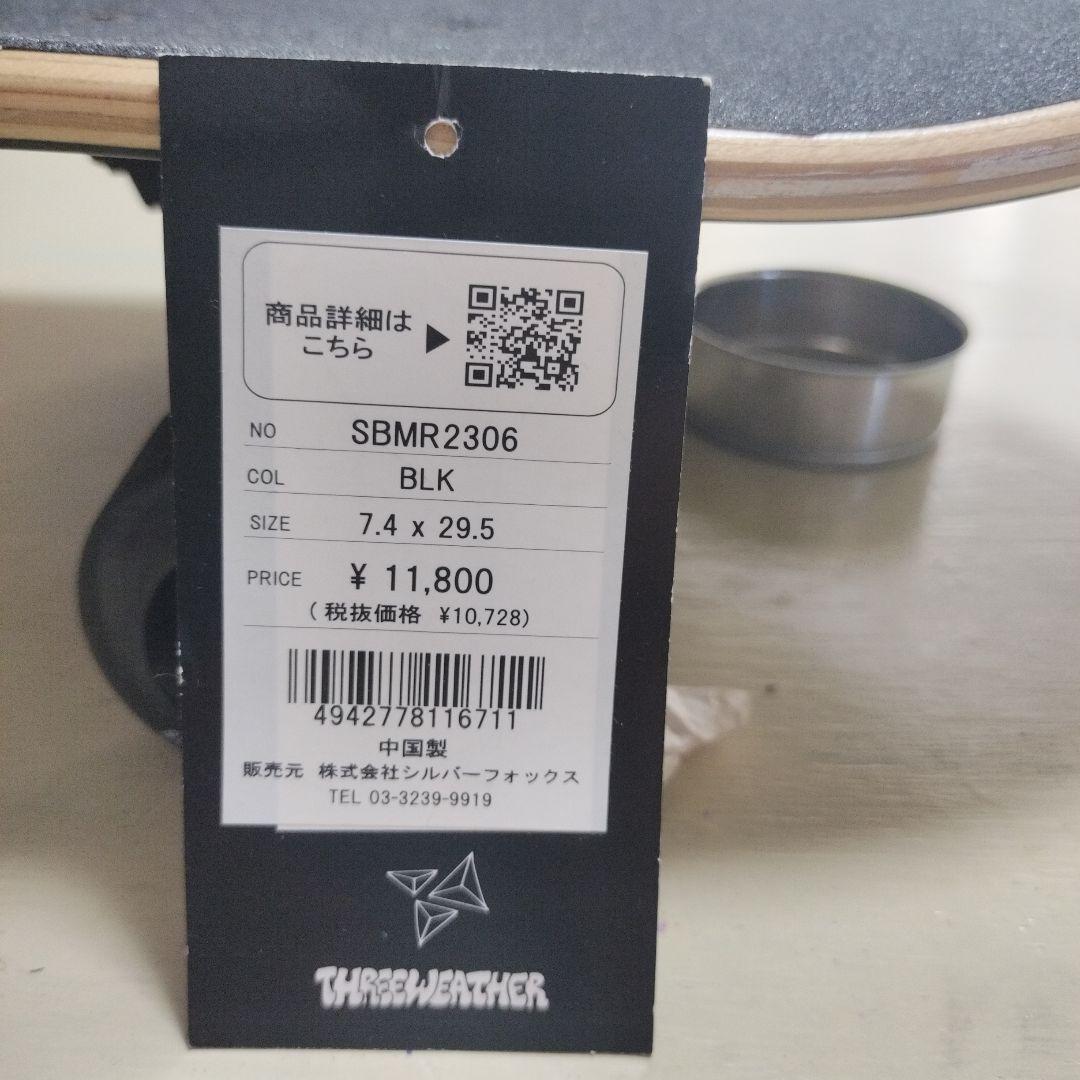 商品詳細は
こちら
NO SBMR2306
COL BLK
SIZE 7.4 x 29.5
PRICE ¥ 11,800
( 税抜価格 ¥10,728)
4942778116711
中国製
販売元 株式会社シルバーフォックス
TEL 03-3239-9919
THREEWEATHER